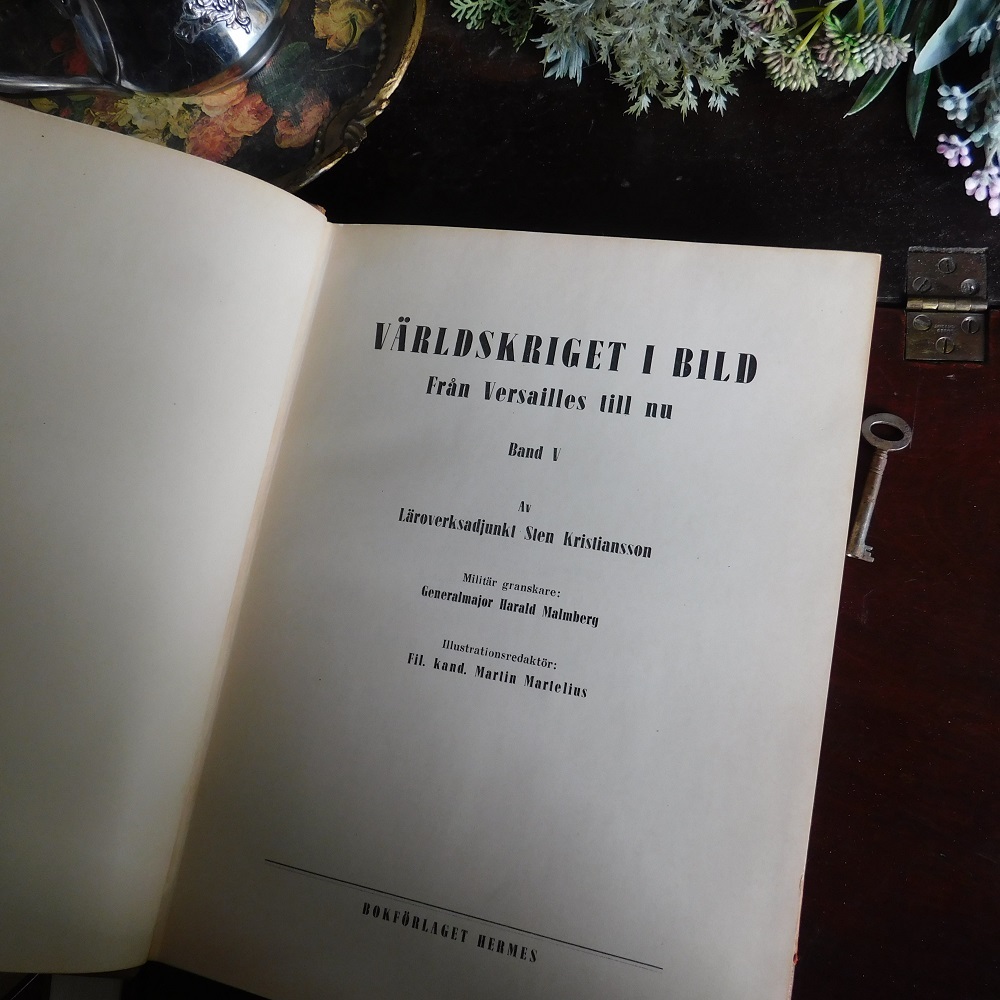 VÄRLDSKRIGET I BILD
Från Versailles till nu
Band V
Av
Läroverksadjunkt Sten Kristiansson
Militär granskare:
Generalmajor Harald Malmberg
Illustrationsredaktör:
Fil. kand. Martin Martelius
BOKFÖRLAGET HERMES